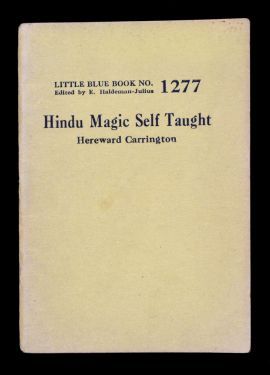 LITTLE BLUE BOOK NO. 1277
Edited by E. Haldeman-Julius
Hindu Magic Self Taught
Hereward Carrington